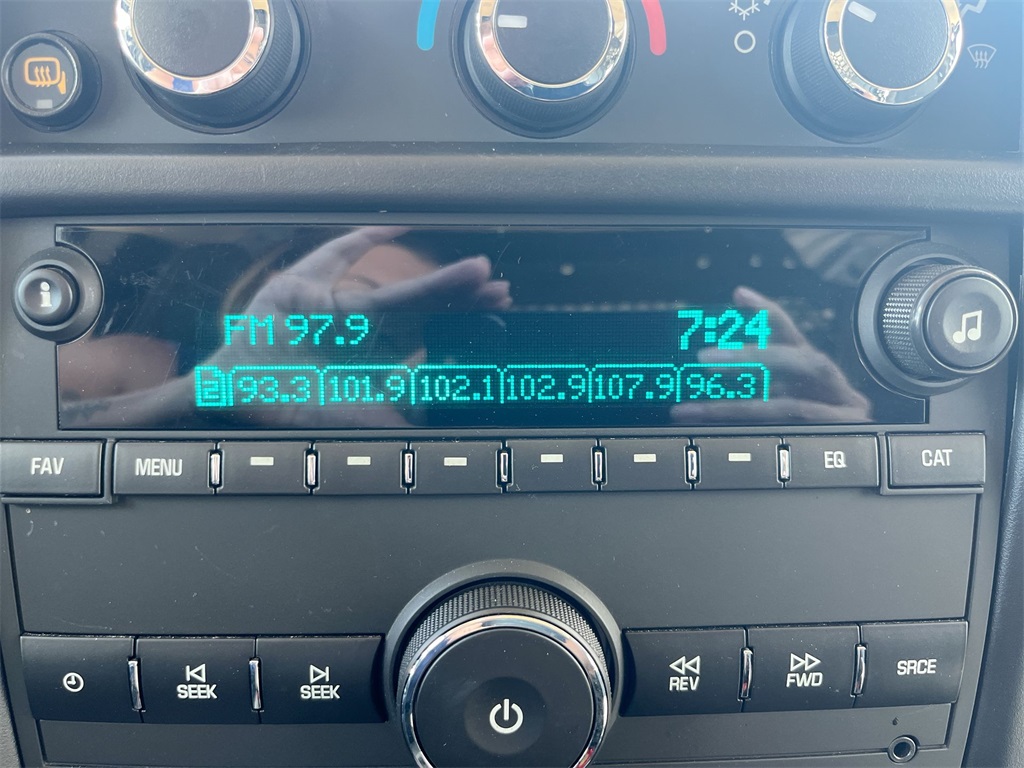 i
FM 97.9 7:24
2 93.3 101.9 102.1 102.9 107.9 96.3
FAV MENU EQ CAT
SEEK SEEK REV FWD SRCE